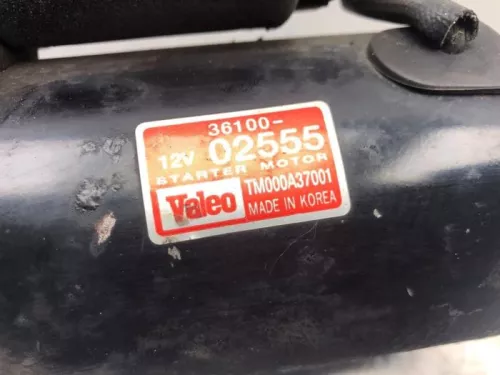 36100-
12V 02555
STARTER MOTOR
Valeo TM000A37001
MADE IN KOREA